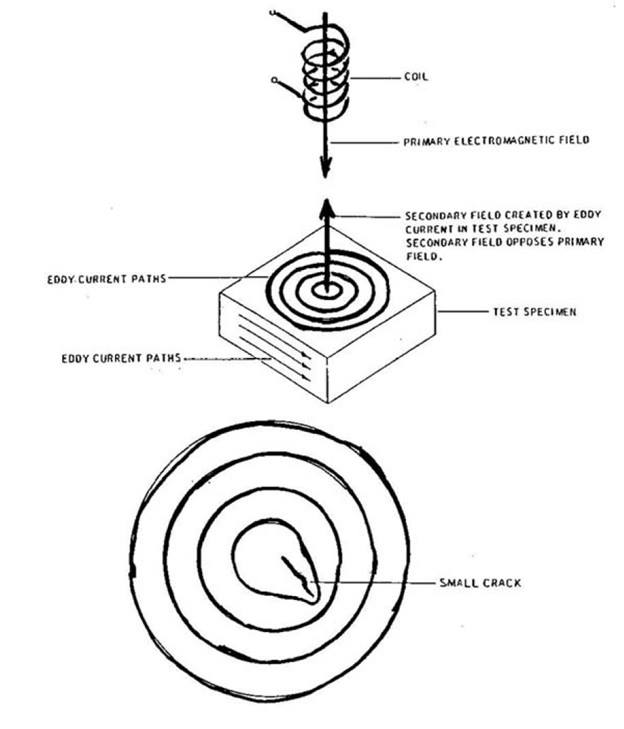 COIL
PRIMARY ELECTROMAGNETIC FIELD
SECONDARY FIELD CREATED BY EDDY
CURRENT IN TEST SPECIMEN.
SECONDARY FIELD OPPOSES PRIMARY
FIELD.
EDDY CURRENT PATHS
TEST SPECIMEN
EDDY CURRENT PATHS
SMALL CRACK